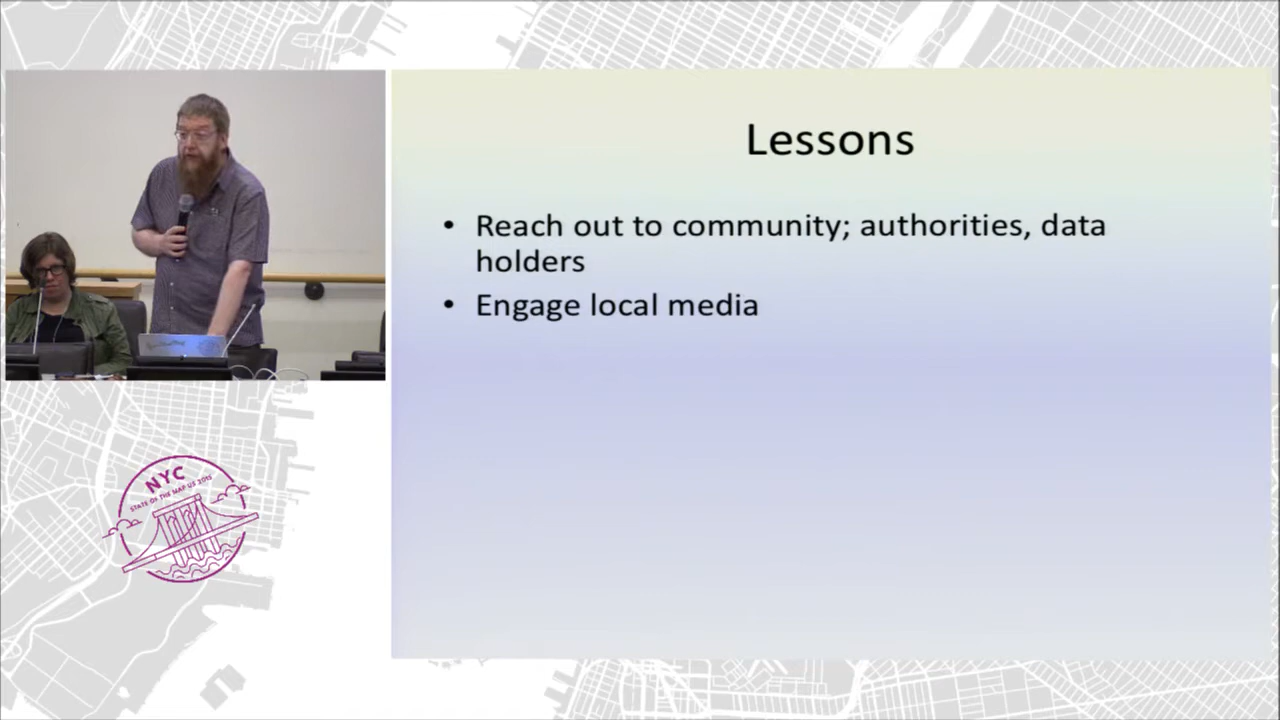 Lessons
• Reach out to community; authorities, data
holders
• Engage local media
NYC
STATE OF THE MAP US 2015